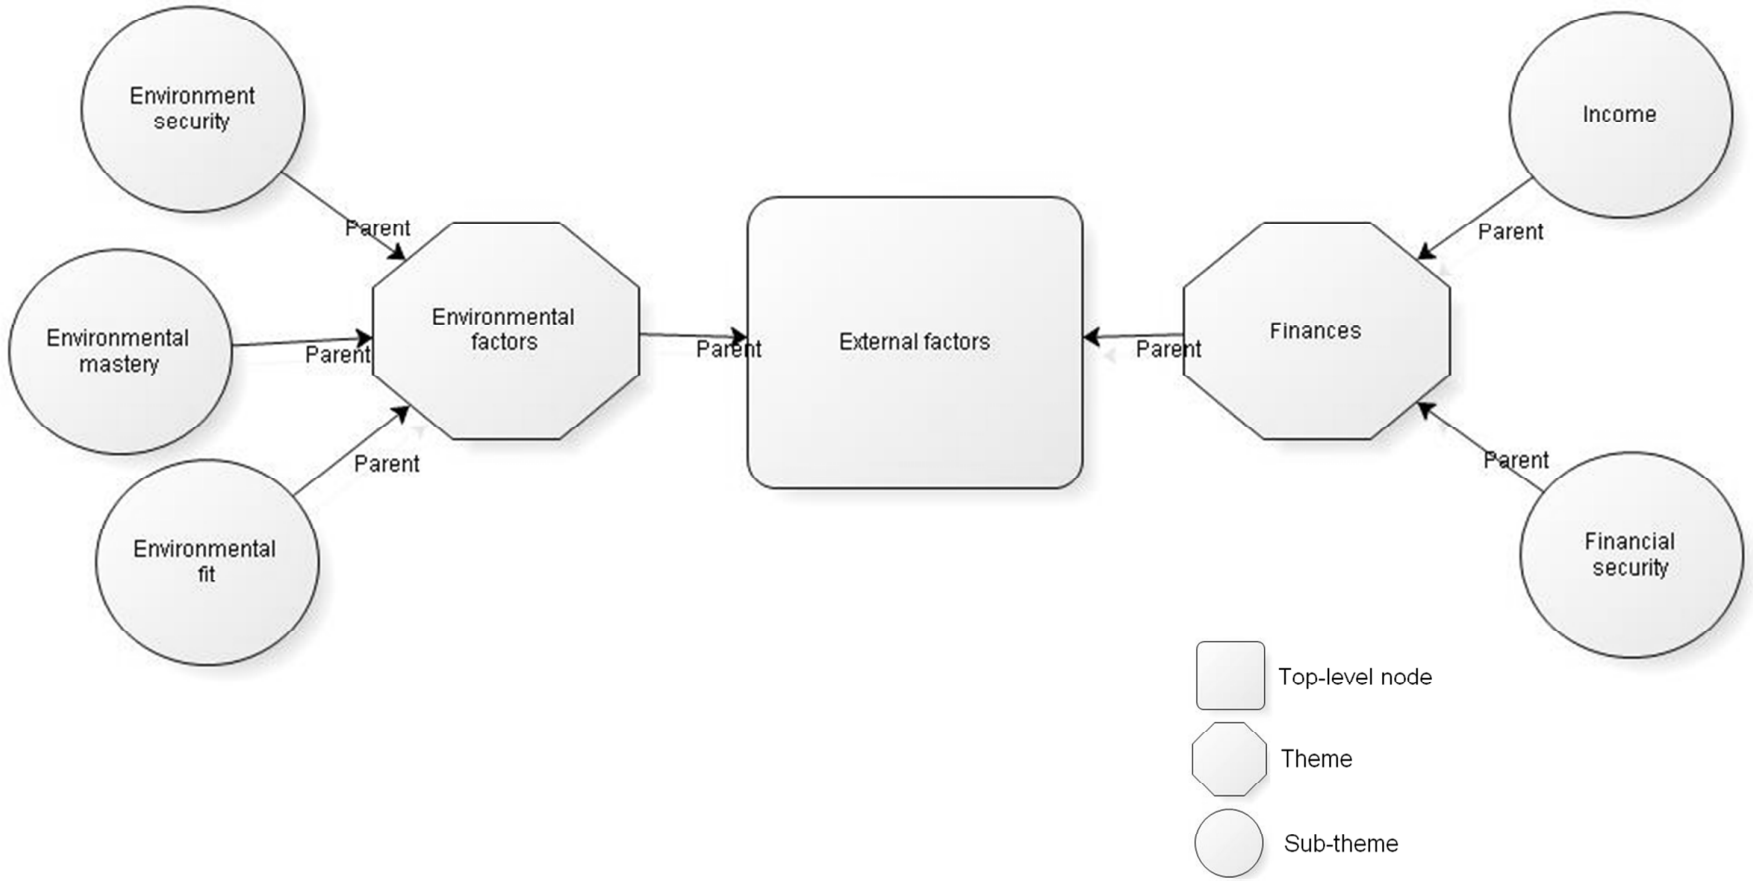 Environment
security
Parent
Environmental
mastery
Parent
Environmental
fit
Parent
Environmental
factors
Parent
External factors
Parent
Finances
Income
Parent
Parent
Financial
security
Top-level node
Theme
Sub-theme